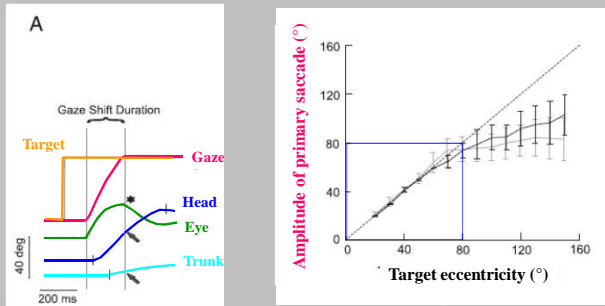 A
Gaze Shift Duration
Target
Gaze
Head
Eye
Trunk
40 deg
200 ms
Amplitude of primary saccade (°)
160
120
80
40
0
0
40
80
120
160
Target eccentricity (°)